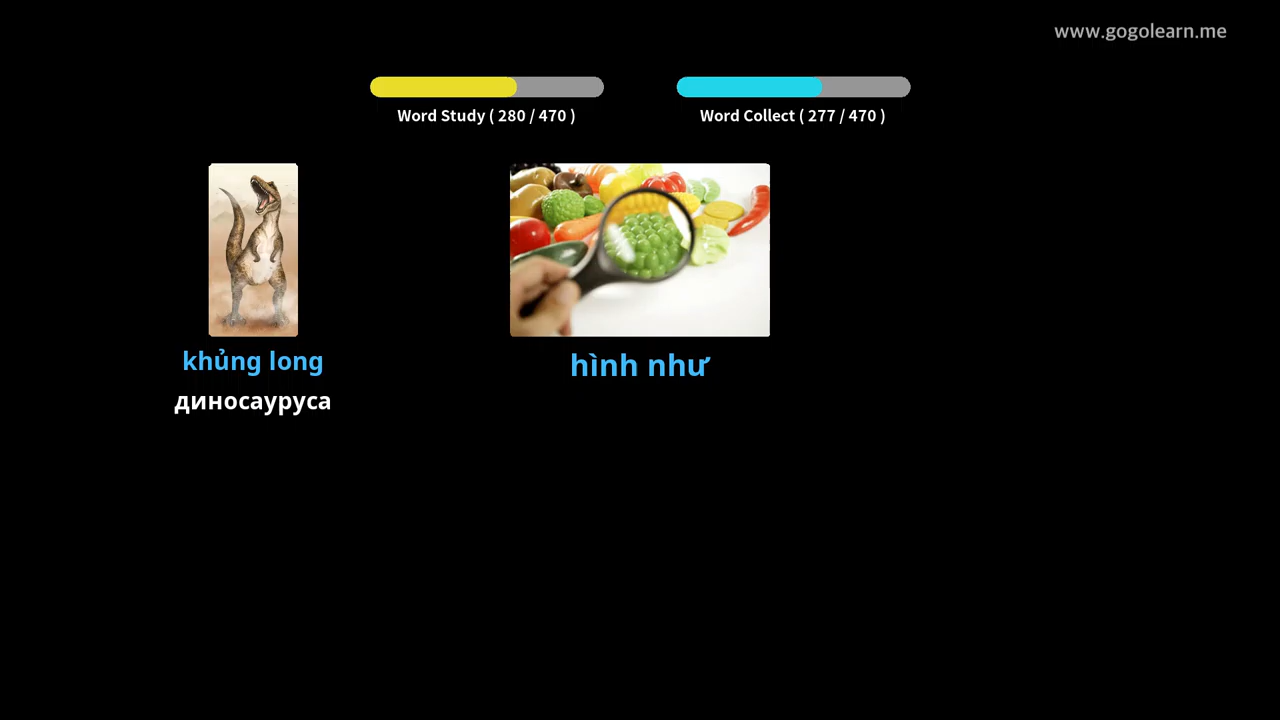 www.gogolearn.me
Word Study ( 280 / 470 )
Word Collect ( 277 / 470 )
khủng long
динозауруса
hình như